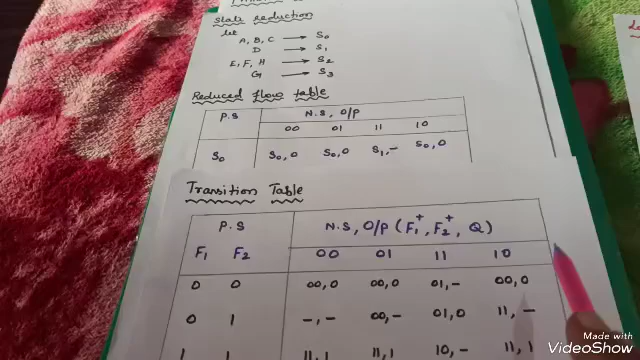 State reduction
let
A, B, C → S0
D → S1
E, F, H → S2
G → S3
Reduced flow table
P.S N.S, O/P
00 01 11 10
S0 S0,0 S0,0 S1,- S0,0
Transition Table
P.S N.S, O/P (F1+, F2+, Q)
F1 F2 00 01 11 10
0 0 00,0 00,0 01,- 00,0
0 1 -,- 00,- 01,0 11,-
1 1 11,1 11,1 10,- 11,1
Made with
VideoShow